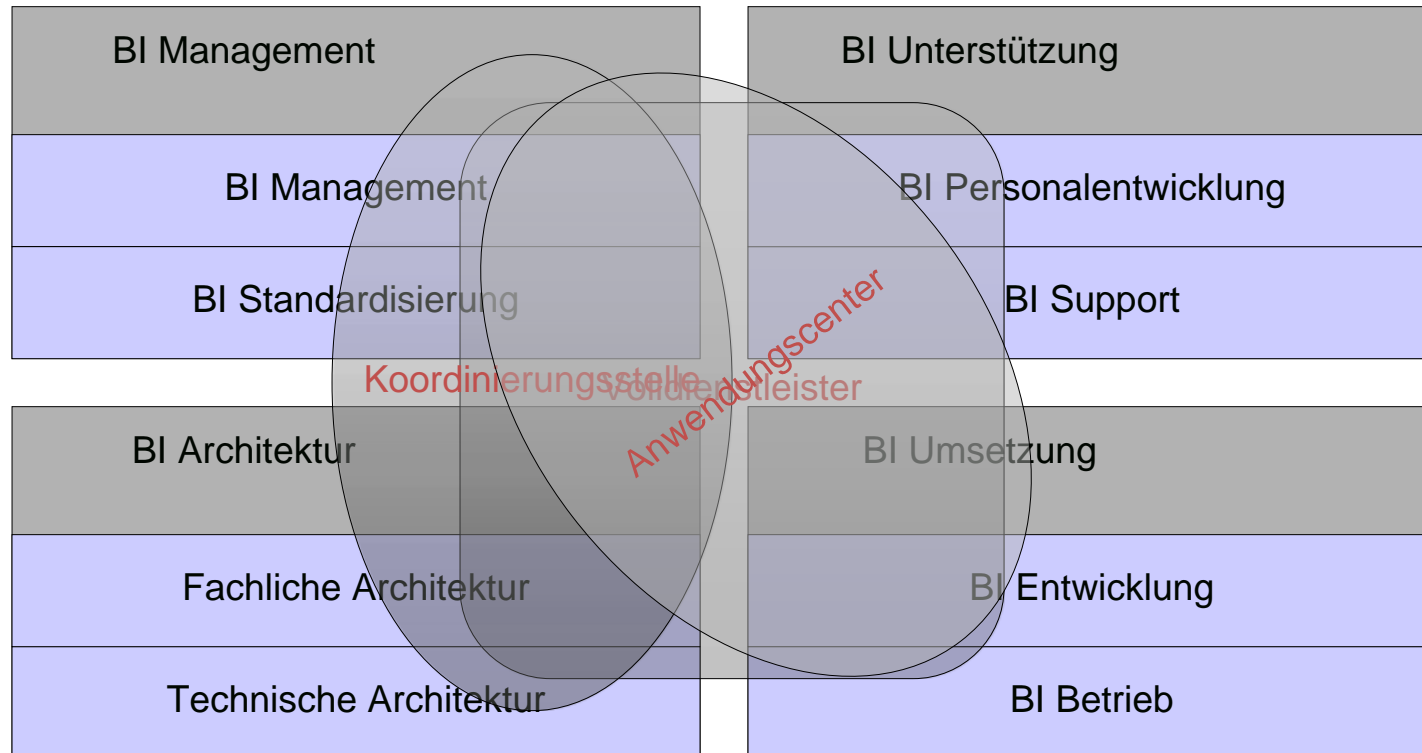 BI Management
BI Unterstützung
BI Management
BI Personalentwicklung
BI Standardisierung
BI Support
Koordinierungsstelle
Volldienstleister
Anwendungscenter
BI Architektur
BI Umsetzung
Fachliche Architektur
BI Entwicklung
Technische Architektur
BI Betrieb